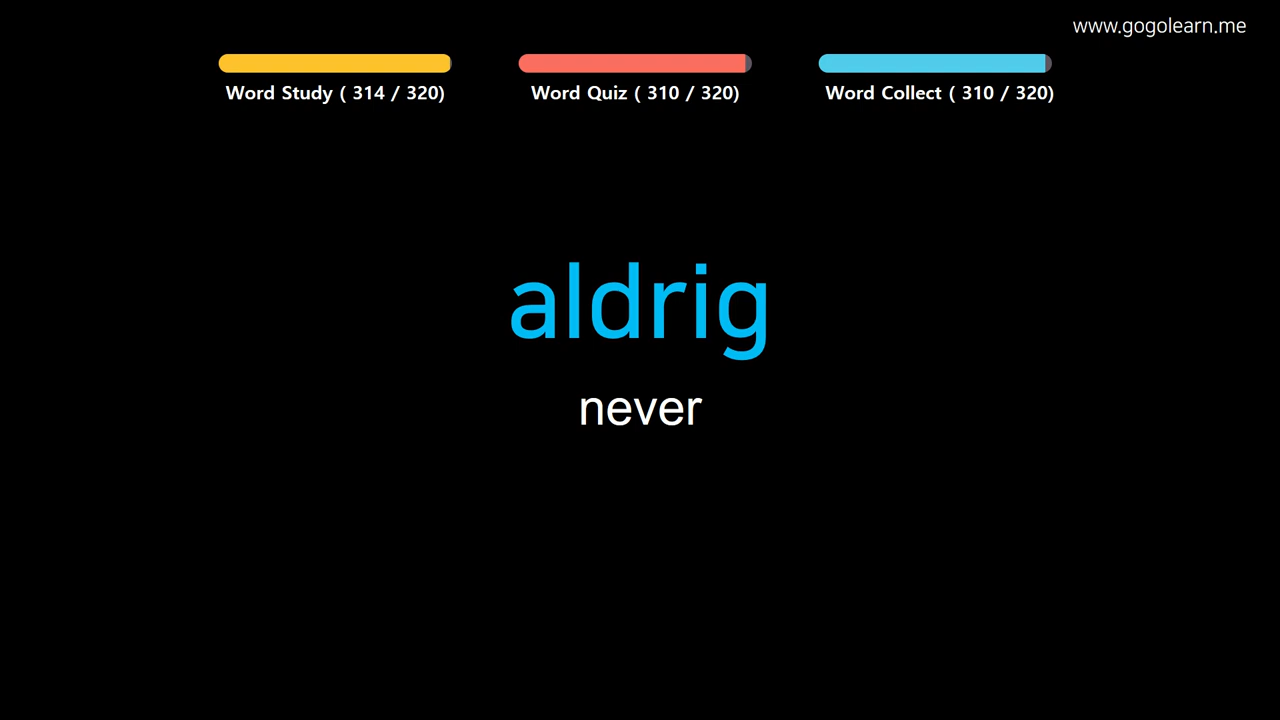 www.gogolearn.me
Word Study ( 314 / 320)
Word Quiz ( 310 / 320)
Word Collect ( 310 / 320)
aldrig
never